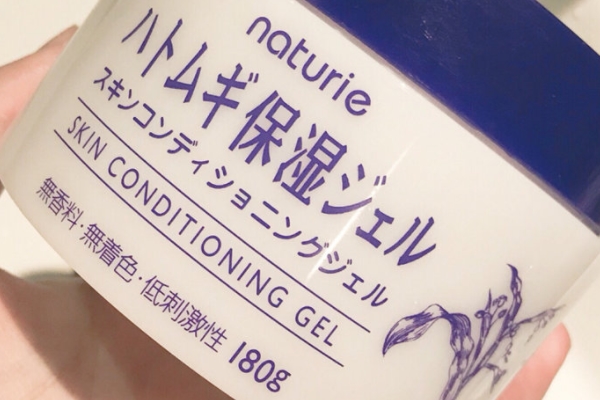 naturie
ハトムギ保湿ジェル
スキンコンディショニングジェル
SKIN CONDITIONING GEL
無香料・無着色・低刺激性 180g